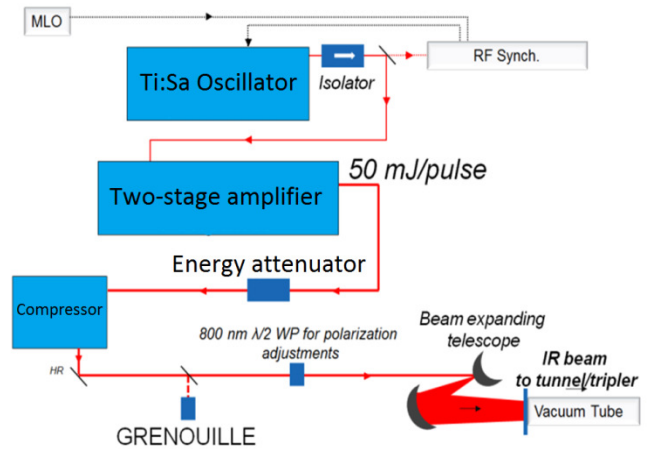 MLO
RF Synch.
Ti:Sa Oscillator
Isolator
Two-stage amplifier
50 mJ/pulse
Energy attenuator
Compressor
HR
800 nm λ/2 WP for polarization
adjustments
Beam expanding
telescope
IR beam
to tunnel/tripler
Vacuum Tube
GRENOUILLE